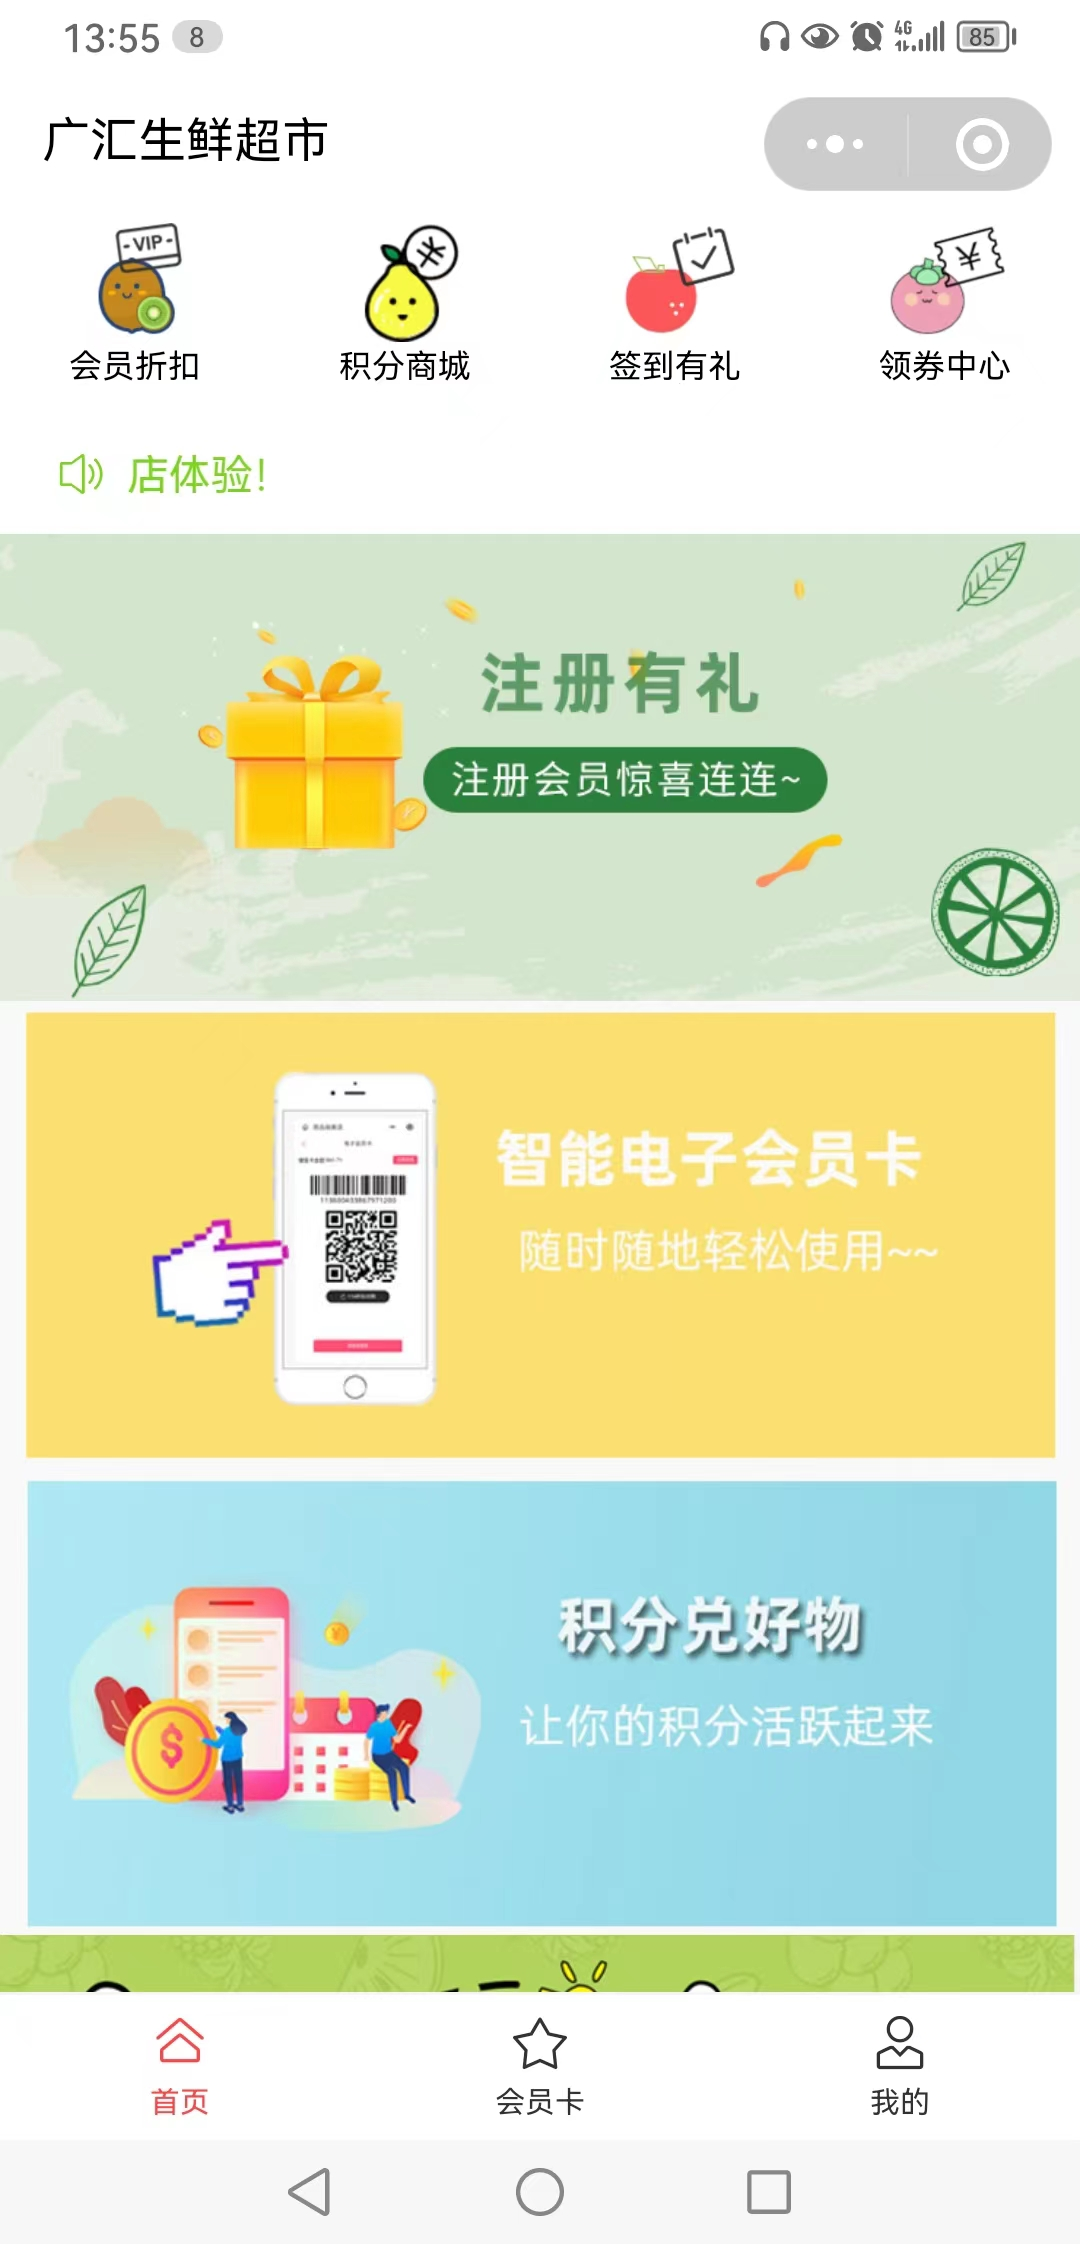 13:55 8
4G 85
广汇生鲜超市
VIP
会员折扣
积分商城
签到有礼
领券中心
店体验!
注册有礼
注册会员惊喜连连~
智能电子会员卡
随时随地轻松使用~~
积分兑好物
让你的积分活跃起来
首页
会员卡
我的